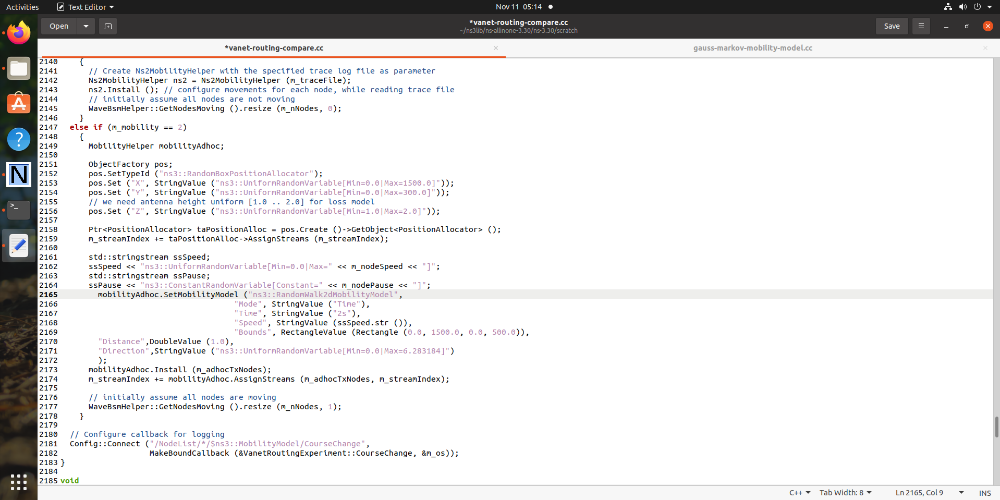 Activities Text Editor Nov 11 05:14
Open *vanet-routing-compare.cc Save
~/ns3lib/ns-allinone-3.30/ns-3.30/scratch
*vanet-routing-compare.cc gauss-markov-mobility-model.cc
2140 {
2141 // Create Ns2MobilityHelper with the specified trace log file as parameter
2142 Ns2MobilityHelper ns2 = Ns2MobilityHelper (m_traceFile);
2143 ns2.Install (); // configure movements for each node, while reading trace file
2144 // initially assume all nodes are not moving
2145 WaveBsmHelper::GetNodesMoving ().resize (m_nNodes, 0);
2146 }
2147 else if (m_mobility == 2)
2148 {
2149 MobilityHelper mobilityAdhoc;
2150
2151 ObjectFactory pos;
2152 pos.SetTypeId ("ns3::RandomBoxPositionAllocator");
2153 pos.Set ("X", StringValue ("ns3::UniformRandomVariable[Min=0.0|Max=1500.0]"));
2154 pos.Set ("Y", StringValue ("ns3::UniformRandomVariable[Min=0.0|Max=300.0]"));
2155 // we need antenna height uniform [1.0 .. 2.0] for loss model
2156 pos.Set ("Z", StringValue ("ns3::UniformRandomVariable[Min=1.0|Max=2.0]"));
2157
2158 Ptr<PositionAllocator> taPositionAlloc = pos.Create ()->GetObject<PositionAllocator> ();
2159 m_streamIndex += taPositionAlloc->AssignStreams (m_streamIndex);
2160
2161 std::stringstream ssSpeed;
2162 ssSpeed << "ns3::UniformRandomVariable[Min=0.0|Max=" << m_nodeSpeed << "]";
2163 std::stringstream ssPause;
2164 ssPause << "ns3::ConstantRandomVariable[Constant=" << m_nodePause << "]";
2165 mobilityAdhoc.SetMobilityModel ("ns3::RandomWalk2dMobilityModel",
2166 "Mode", StringValue ("Time"),
2167 "Time", StringValue ("2s"),
2168 "Speed", StringValue (ssSpeed.str ()),
2169 "Bounds", RectangleValue (Rectangle (0.0, 1500.0, 0.0, 500.0)),
2170 "Distance",DoubleValue (1.0),
2171 "Direction",StringValue ("ns3::UniformRandomVariable[Min=0.0|Max=6.283184]")
2172 );
2173 mobilityAdhoc.Install (m_adhocTxNodes);
2174 m_streamIndex += mobilityAdhoc.AssignStreams (m_adhocTxNodes, m_streamIndex);
2175
2176 // initially assume all nodes are moving
2177 WaveBsmHelper::GetNodesMoving ().resize (m_nNodes, 1);
2178 }
2179
2180 // Configure callback for logging
2181 Config::Connect ("/NodeList/*/$ns3::MobilityModel/CourseChange",
2182 MakeBoundCallback (&VanetRoutingExperiment::CourseChange, &m_os));
2183 }
2184
2185 void
C++ Tab Width: 8 Ln 2165, Col 9 INS